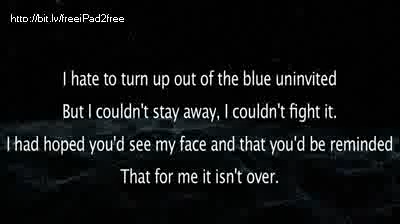 http://bit.lv/freeiPad2free
I hate to turn up out of the blue uninvited
But I couldn't stay away, I couldn't fight it.
I had hoped you'd see my face and that you'd be reminded
That for me it isn't over.